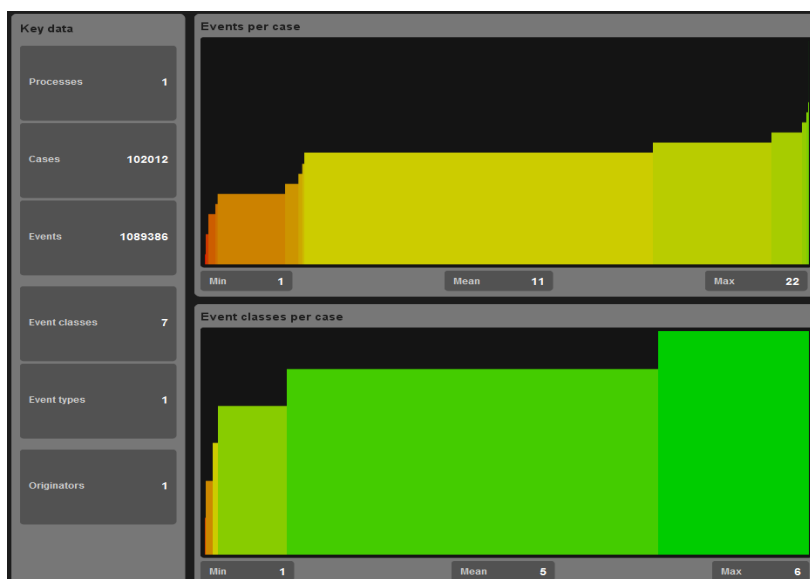 Key data
Processes 1
Cases 102012
Events 1089386
Event classes 7
Event types 1
Originators 1
Events per case
Min 1 Mean 11 Max 22
Event classes per case
Min 1 Mean 5 Max 6